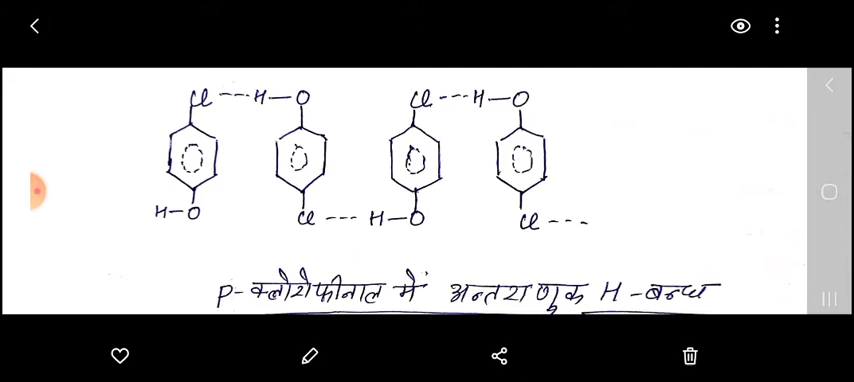 Cl --- H — O Cl --- H — O
H — O Cl --- H — O Cl ---
P - क्लोरोफीनाल में अन्तराणुक H - बन्ध